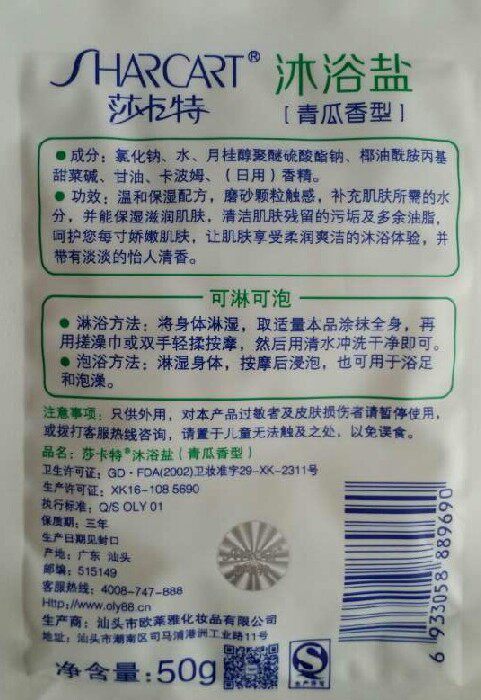 SHARCART® 沐浴盐
莎卡特 [青瓜香型]
● 成分：氯化钠、水、月桂醇聚醚硫酸酯钠、椰油酰胺丙基
甜菜碱、甘油、卡波姆、（日用）香精。
● 功效：温和保湿配方，磨砂颗粒触感，补充肌肤所需的水
分，并能保湿滋润肌肤，清洁肌肤残留的污垢及多余油脂，
呵护您每寸娇嫩肌肤，让肌肤享受柔润爽洁的沐浴体验，并
带有淡淡的怡人清香。
可淋可泡
● 淋浴方法：将身体淋湿，取适量本品涂抹全身，再
用搓澡巾或双手轻揉按摩，然后用清水冲洗干净即可。
● 泡浴方法：淋湿身体，按摩后浸泡，也可用于浴足
和泡澡。
注意事项：只供外用，对本产品过敏者及皮肤损伤者请暂停使用，
或拨打客服热线咨询，请置于儿童无法触及之处，以免误食。
品名：莎卡特®沐浴盐（青瓜香型）
卫生许可证：GD·FDA(2002)卫妆准字29-XK-2311号
生产许可证：XK16-108 5690
执行标准：Q/S OLY 01
保质期：三年
生产日期见封口
产地：广东 汕头
邮编：515149
客服热线：4008-747-888
Http://www.oly88.cn
生产商：汕头市欧莱雅化妆品有限公司
地址：汕头市潮南区司马浦港洲工业路11号
净含量：50g
6 933058 889690